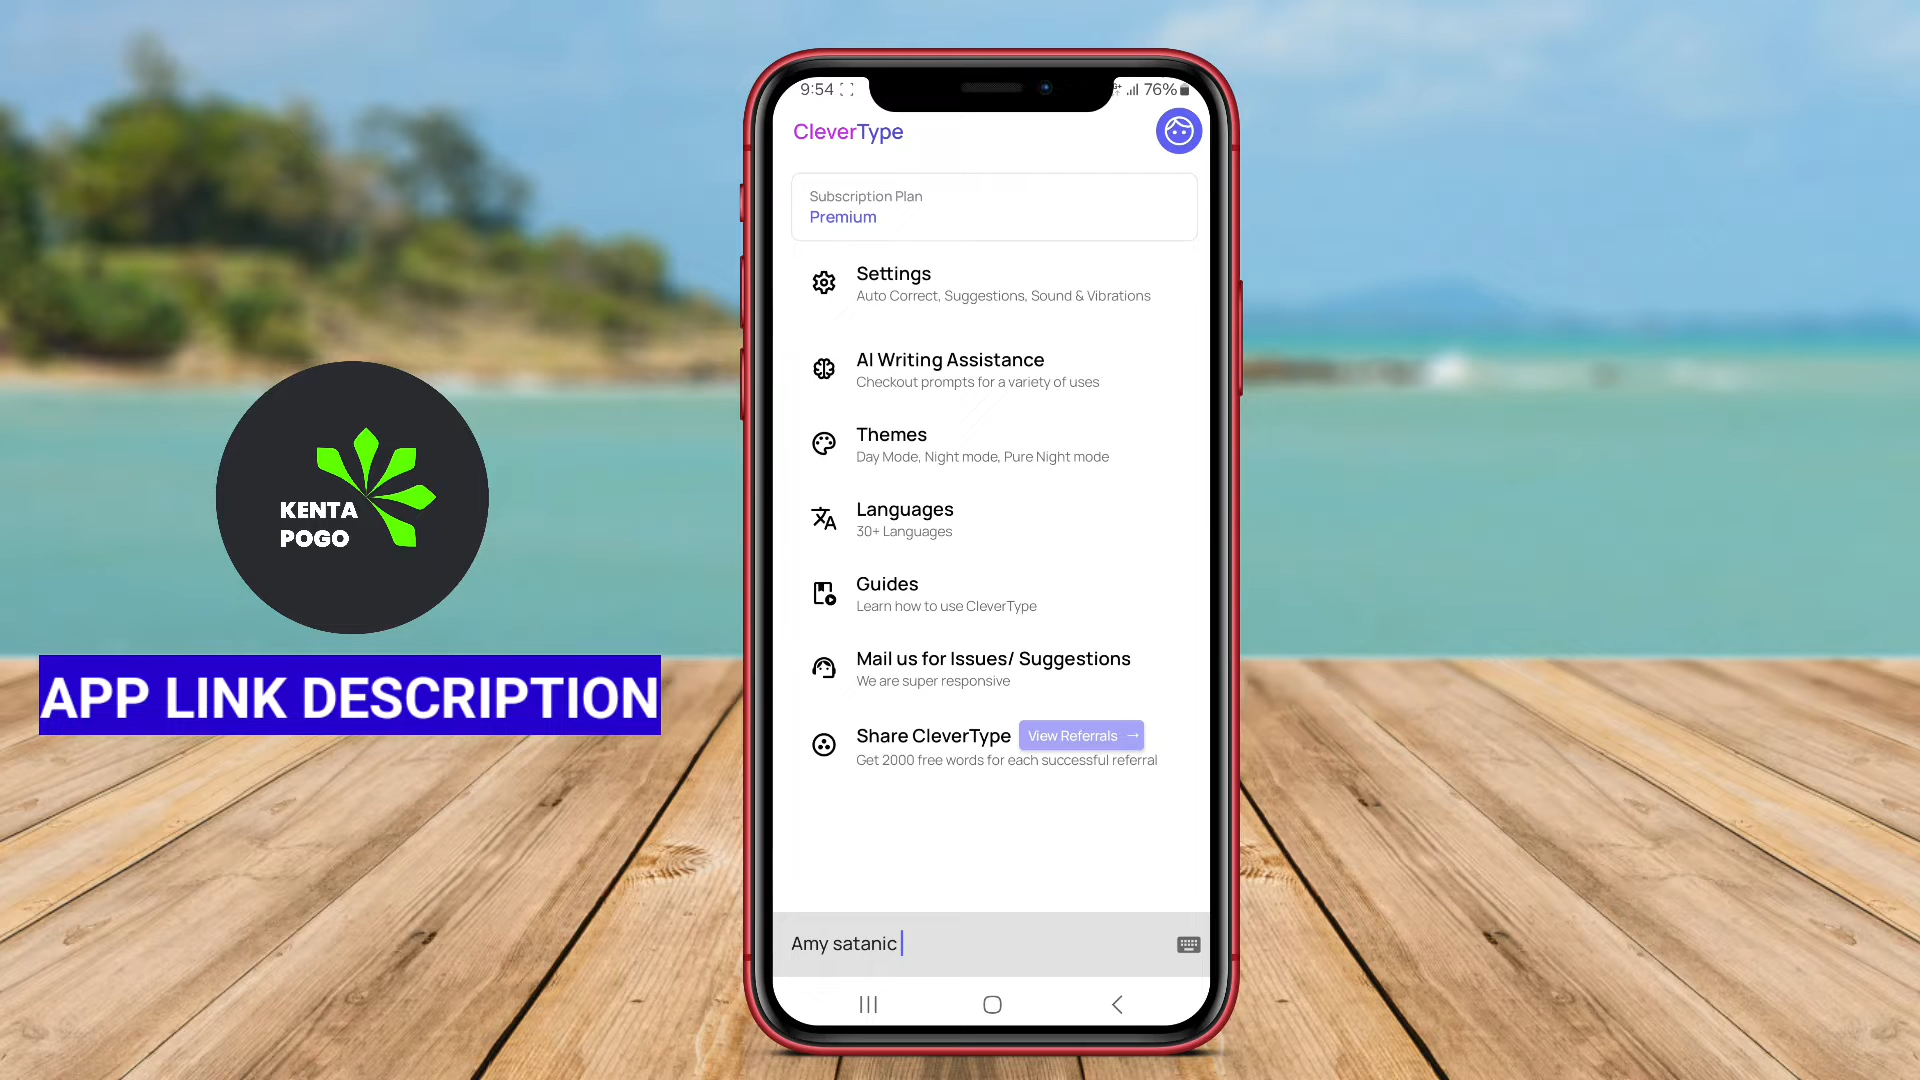 KENTA
POGO
APP LINK DESCRIPTION
9:54
76%
CleverType
Subscription Plan
Premium
Settings
Auto Correct, Suggestions, Sound & Vibrations
AI Writing Assistance
Checkout prompts for a variety of uses
Themes
Day Mode, Night mode, Pure Night mode
Languages
30+ Languages
Guides
Learn how to use CleverType
Mail us for Issues/ Suggestions
We are super responsive
Share CleverType View Referrals →
Get 2000 free words for each successful referral
Amy satanic